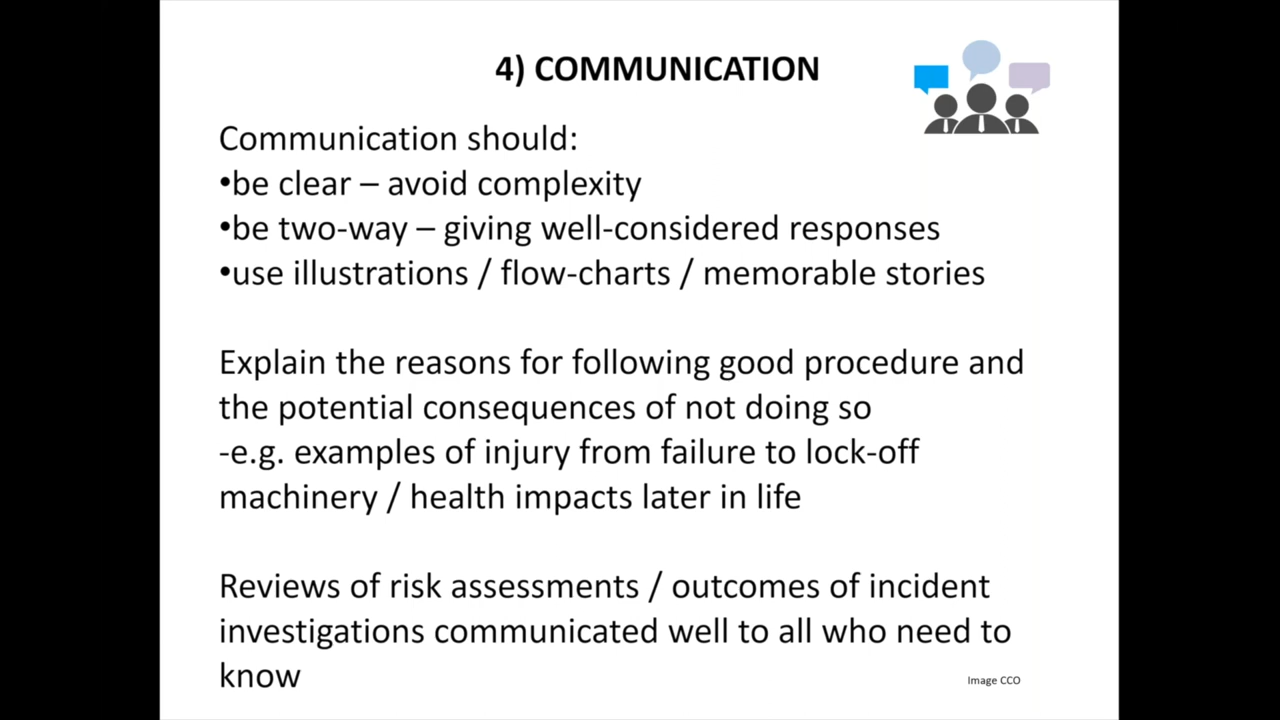 4) COMMUNICATION
Communication should:
•be clear – avoid complexity
•be two-way – giving well-considered responses
•use illustrations / flow-charts / memorable stories
Explain the reasons for following good procedure and
the potential consequences of not doing so
-e.g. examples of injury from failure to lock-off
machinery / health impacts later in life
Reviews of risk assessments / outcomes of incident
investigations communicated well to all who need to
know
Image CCO